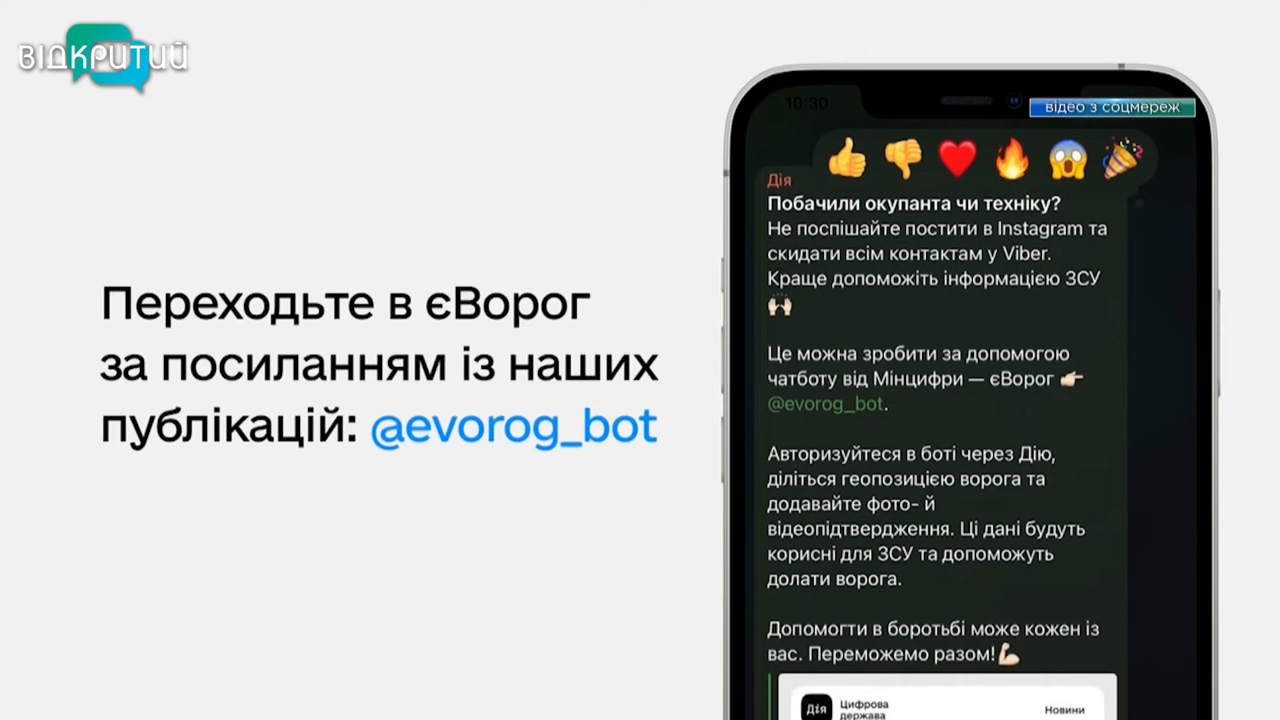 ВІДКРИТИЙ
Переходьте в єВорог
за посиланням із наших
публікацій: @evorog_bot
10:30
відео з соцмереж
Дія
Побачили окупанта чи техніку?
Не поспішайте постити в Instagram та
скидати всім контактам у Viber.
Краще допоможіть інформацією ЗСУ
🙌🏻
Це можна зробити за допомогою
чатботу від Мінцифри — єВорог 👉🏻
@evorog_bot.
Авторизуйтеся в боті через Дію,
діліться геопозицією ворога та
додавайте фото- й
відеопідтвердження. Ці дані будуть
корисні для ЗСУ та допоможуть
долати ворога.
Допомогти в боротьбі може кожен із
вас. Переможемо разом!💪🏻
Дія
Цифрова
держава
Новини